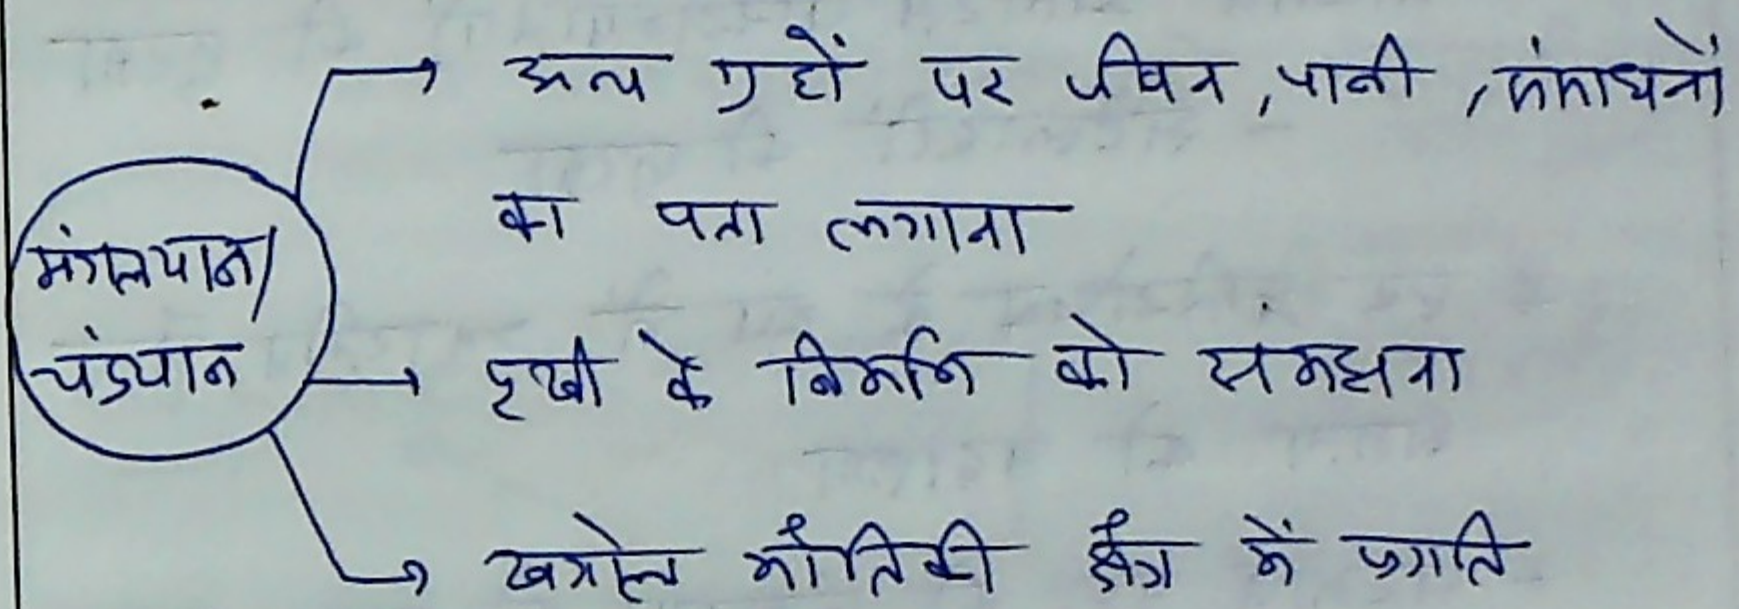 अन्य ग्रहों पर जीवन, पानी, संसाधनों
का पता लगाना
मंगलयान/
चंद्रयान
पृथ्वी के निर्माण को समझना
खगोल भौतिकी क्षेत्र में प्रगति